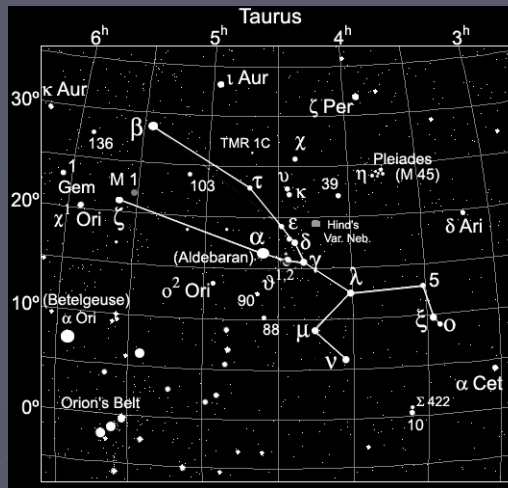 Taurus
6h 5h 4h 3h
ι Aur
κ Aur
30°
ζ Per
β
136
TMR 1C
χ
Pleiades
(M 45)
η
1
Gem
M 1
103
τ
υ
κ
39
20°
ζ
χ1 Ori
ε
Hind's
Var. Neb.
δ Ari
δ
α
(Aldebaran)
γ
ϑ1,2
ο2 Ori
λ
5
90
10°
(Betelgeuse)
α Ori
88
μ
ξ
ο
ν
α Cet
Orion's Belt
Σ 422
0°
10